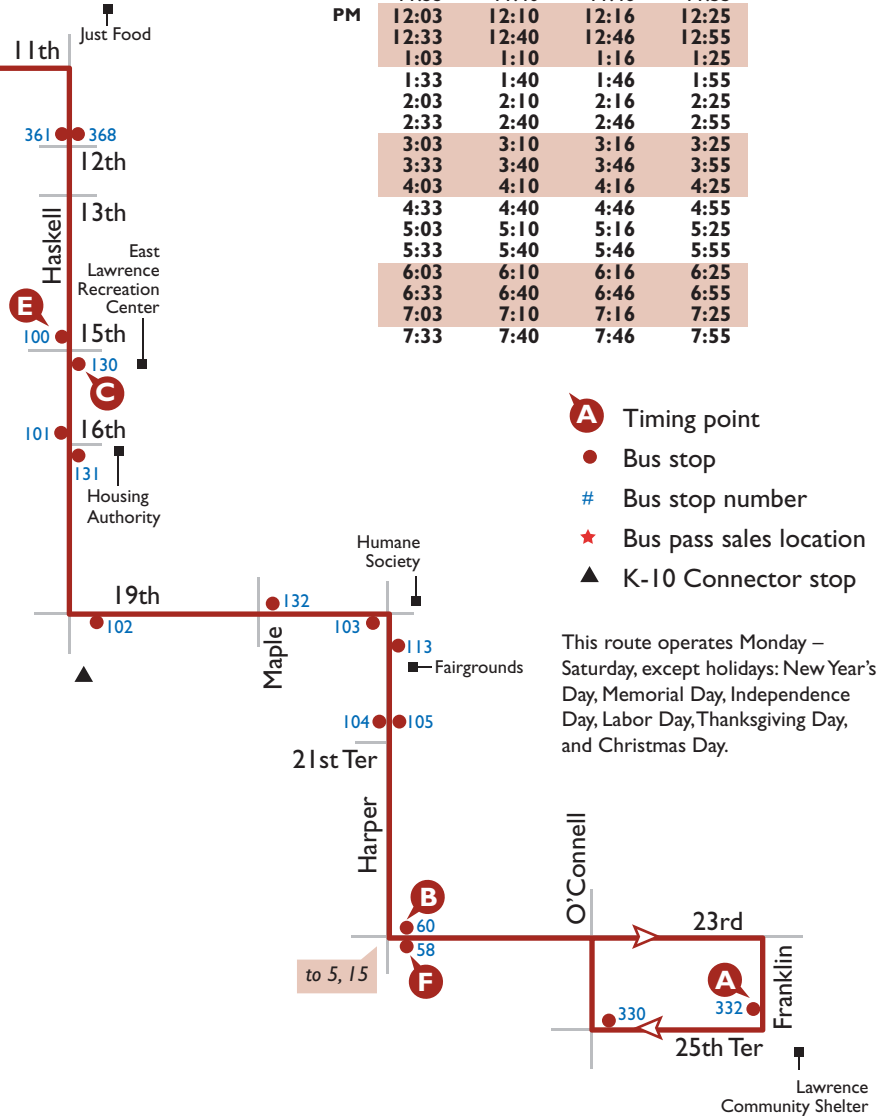 PM 12:03 12:10 12:16 12:25
12:33 12:40 12:46 12:55
1:03 1:10 1:16 1:25
1:33 1:40 1:46 1:55
2:03 2:10 2:16 2:25
2:33 2:40 2:46 2:55
3:03 3:10 3:16 3:25
3:33 3:40 3:46 3:55
4:03 4:10 4:16 4:25
4:33 4:40 4:46 4:55
5:03 5:10 5:16 5:25
5:33 5:40 5:46 5:55
6:03 6:10 6:16 6:25
6:33 6:40 6:46 6:55
7:03 7:10 7:16 7:25
7:33 7:40 7:46 7:55
Just Food
11th
361 368
12th
13th
Haskell
East
Lawrence
Recreation
Center
E
100 15th
130
C
101 16th
131
Housing
Authority
A Timing point
Bus stop
# Bus stop number
Bus pass sales location
K-10 Connector stop
Humane
Society
19th
132
102
103
Maple
113
Fairgrounds
104 105
21st Ter
Harper
This route operates Monday –
Saturday, except holidays: New Year's
Day, Memorial Day, Independence
Day, Labor Day, Thanksgiving Day,
and Christmas Day.
O'Connell
B
60
23rd
58
to 5, 15
F
A
Franklin
332
330
25th Ter
Lawrence
Community Shelter